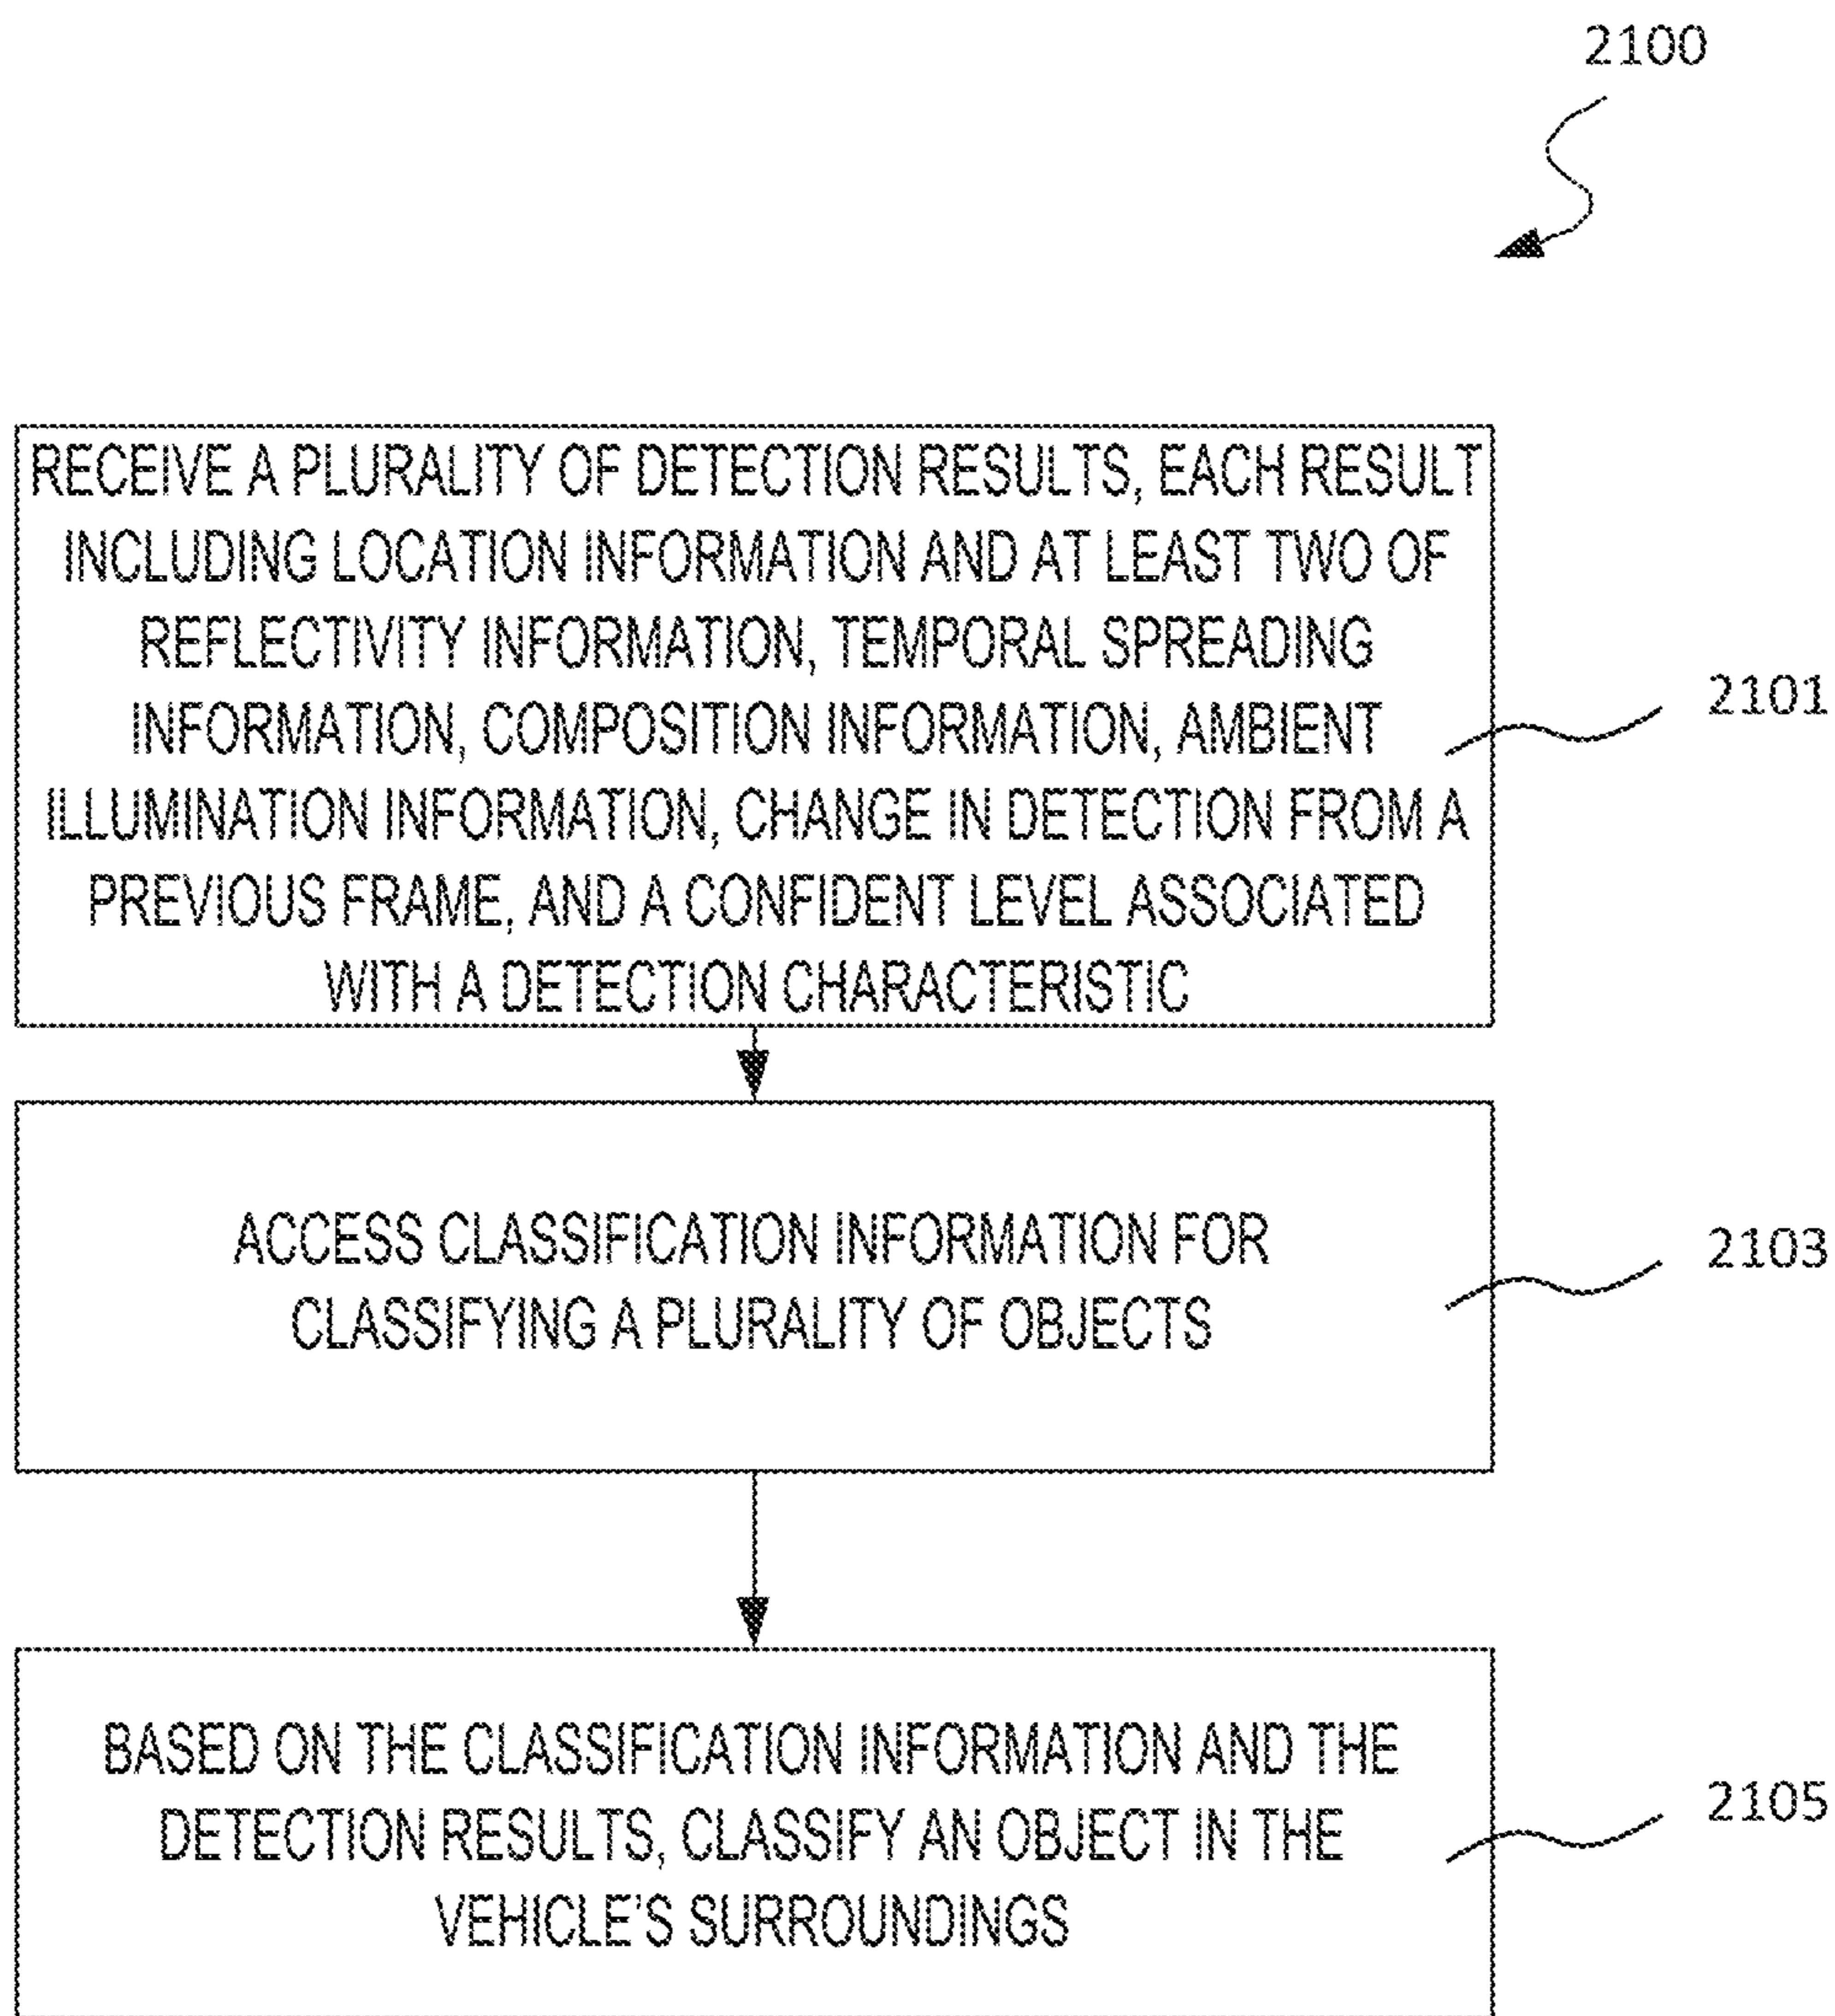 2100
RECEIVE A PLURALITY OF DETECTION RESULTS, EACH RESULT
INCLUDING LOCATION INFORMATION AND AT LEAST TWO OF
REFLECTIVITY INFORMATION, TEMPORAL SPREADING
INFORMATION, COMPOSITION INFORMATION, AMBIENT
ILLUMINATION INFORMATION, CHANGE IN DETECTION FROM A
PREVIOUS FRAME, AND A CONFIDENT LEVEL ASSOCIATED
WITH A DETECTION CHARACTERISTIC
2101
ACCESS CLASSIFICATION INFORMATION FOR
CLASSIFYING A PLURALITY OF OBJECTS
2103
BASED ON THE CLASSIFICATION INFORMATION AND THE
DETECTION RESULTS, CLASSIFY AN OBJECT IN THE
VEHICLE'S SURROUNDINGS
2105